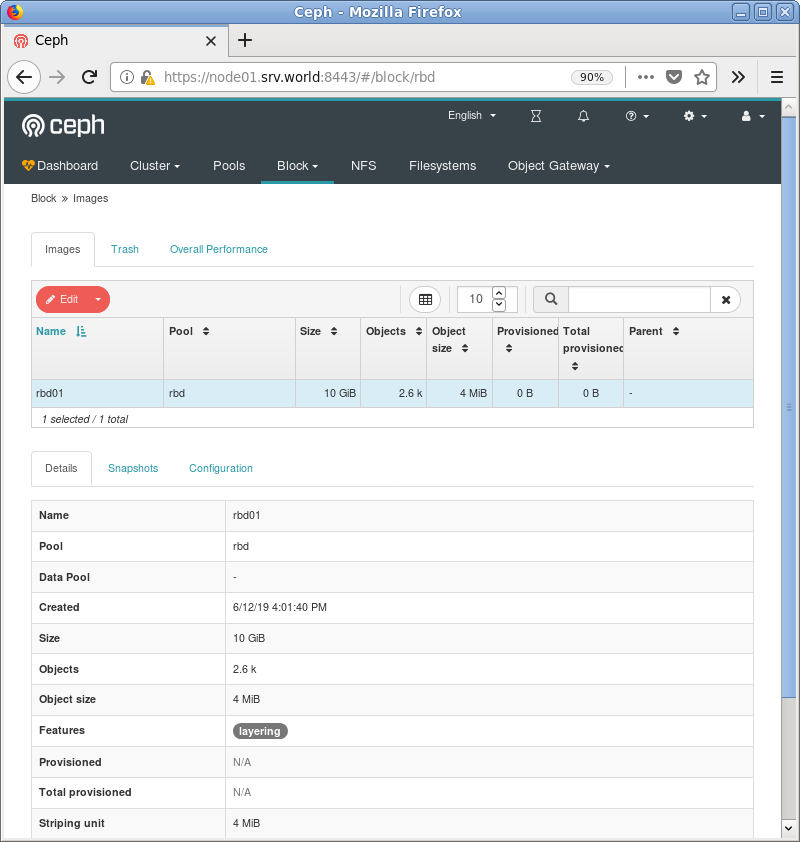 Ceph - Mozilla Firefox
Ceph
https://node01.srv.world:8443/#/block/rbd 90%
ceph English
Dashboard Cluster Pools Block NFS Filesystems Object Gateway
Block » Images
Images Trash Overall Performance
Edit 10
Name Pool Size Objects Object size Provisioned Total provisioned Parent
rbd01 rbd 10 GiB 2.6 k 4 MiB 0 B 0 B -
1 selected / 1 total
Details Snapshots Configuration
Name rbd01
Pool rbd
Data Pool -
Created 6/12/19 4:01:40 PM
Size 10 GiB
Objects 2.6 k
Object size 4 MiB
Features layering
Provisioned N/A
Total provisioned N/A
Striping unit 4 MiB